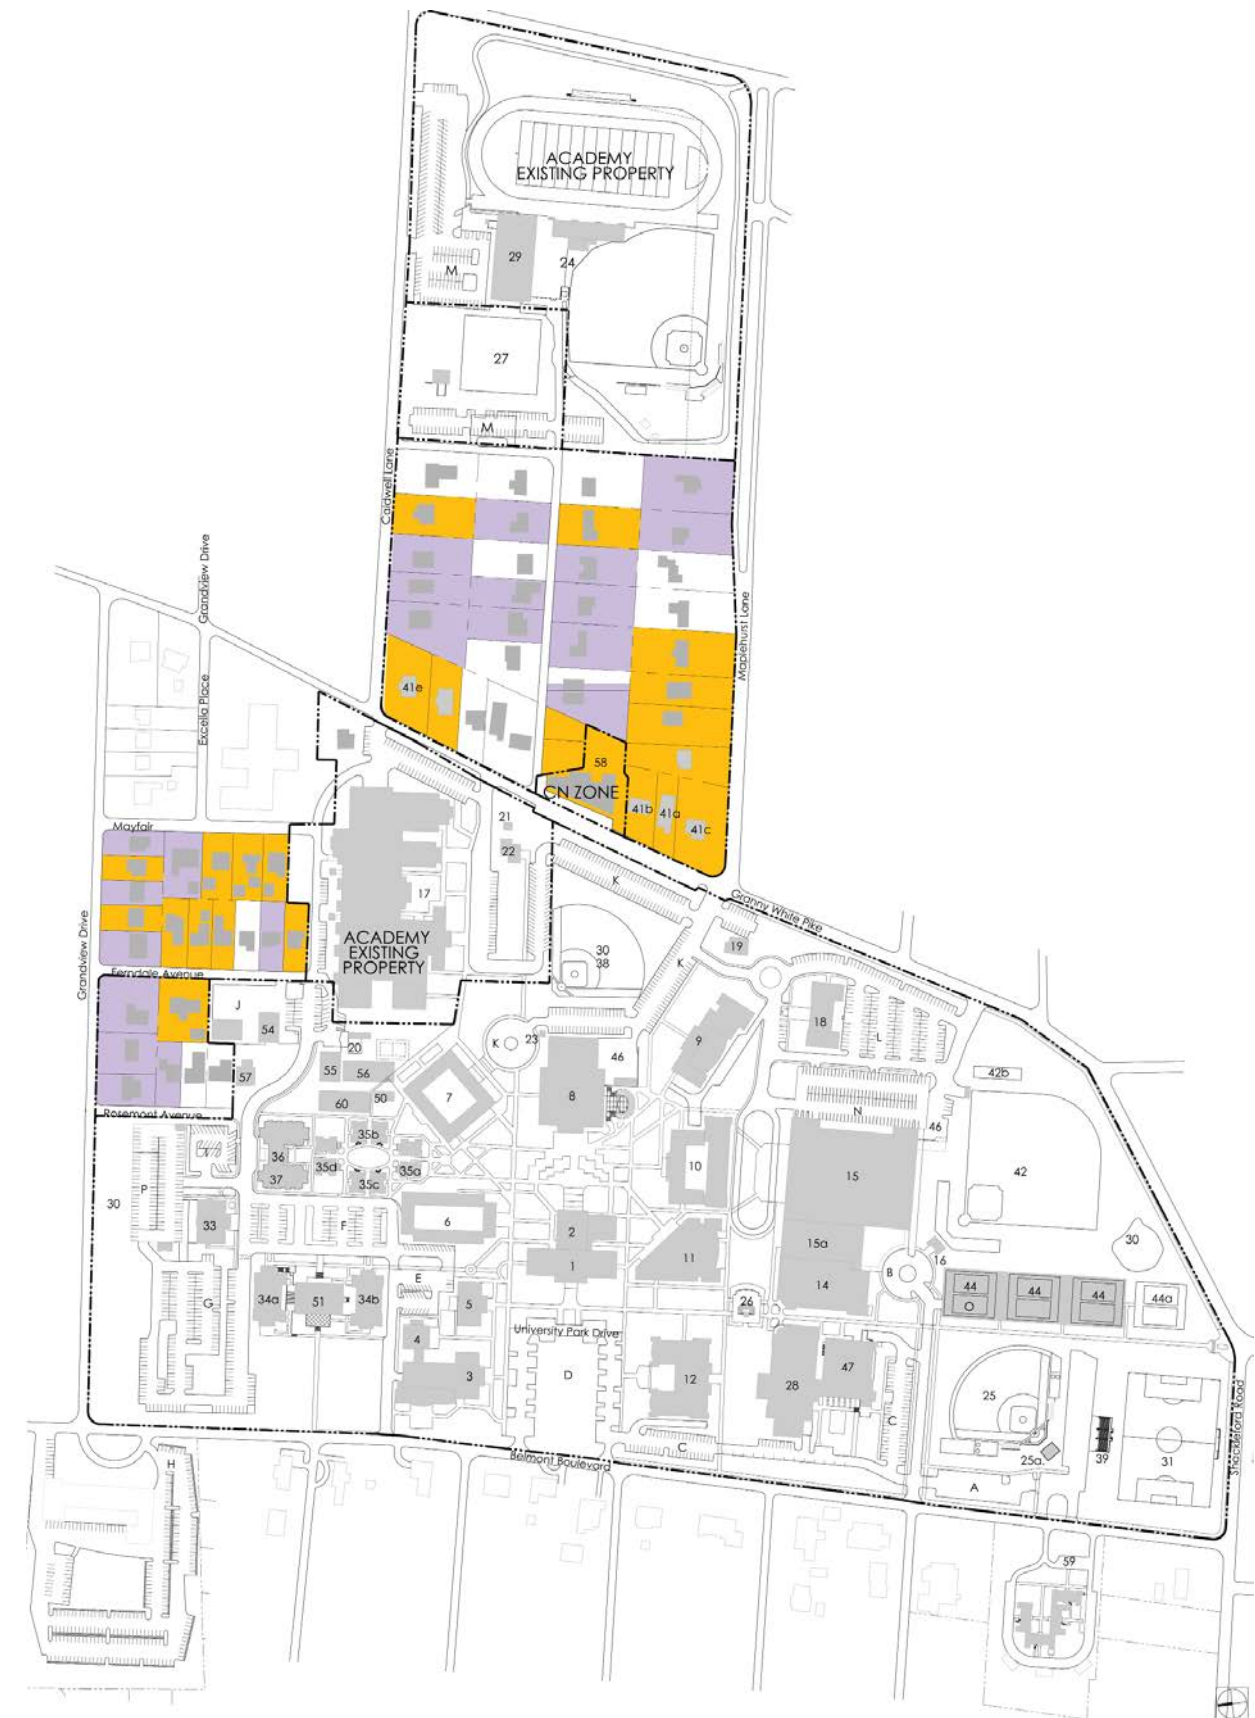 ACADEMY
EXISTING PROPERTY
29
24
M
27
M
Caldwell Lane
Grandview Drive
Maplehurst Lane
Excella Place
41e
58
CN ZONE
41b
41a
41c
Mayfair
21
22
K
17
Granny White Pike
Grandview Drive
ACADEMY
EXISTING
PROPERTY
30
38
19
K
Ferndale Avenue
J
54
18
L
K
23
9
20
46
55
56
42b
57
7
8
50
60
N
Rosemont Avenue
46
35b
36
35d
35a
10
15
42
37
35c
P
30
6
33
F
2
15a
30
11
16
1
B
E
14
44
44
44
44a
G
34a
51
34b
5
26
O
University Park Drive
4
47
3
D
12
28
25
C
C
Shackleford Road
Belmont Boulevard
H
25a.
39
31
A
59